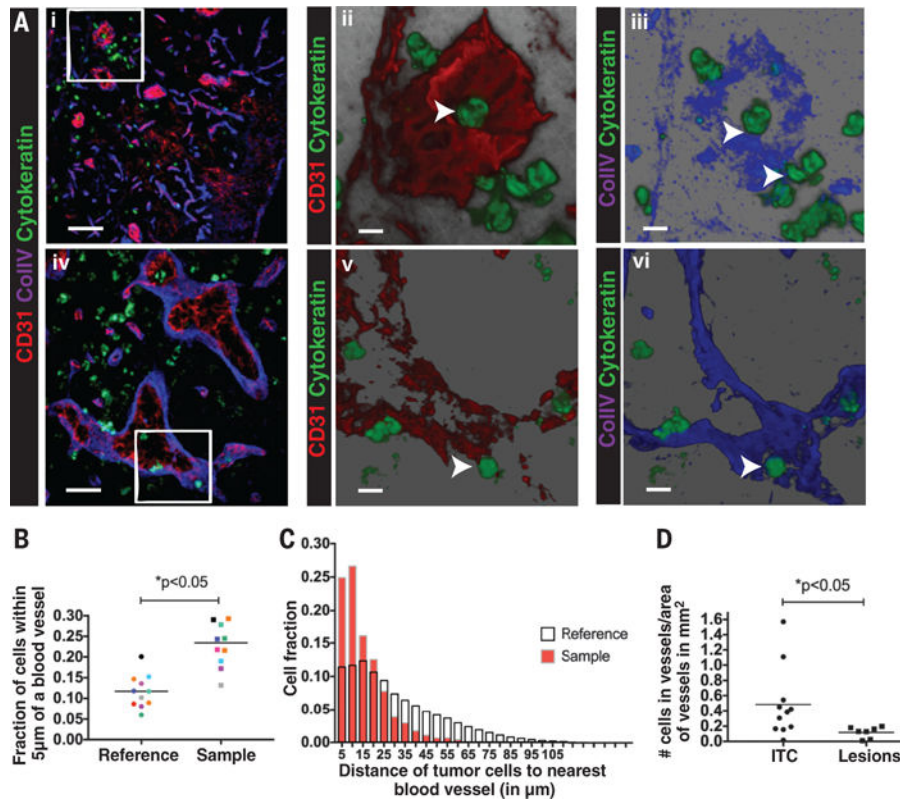 A
CD31 ColIV Cytokeratin
i
ii
CD31 Cytokeratin
iii
ColIV Cytokeratin
iv
v
CD31 Cytokeratin
vi
ColIV Cytokeratin
B
Fraction of cells within
5μm of a blood vessel
*p<0.05
0.30
0.25
0.20
0.15
0.10
0.05
0.00
Reference
Sample
C
Cell fraction
0.30
0.25
0.20
0.15
0.10
0.05
0.00
Reference
Sample
5 15 25 35 45 55 65 75 85 95 105
Distance of tumor cells to nearest
blood vessel (in μm)
D
# cells in vessels/area
of vessels in mm2
*p<0.05
1.6
1.4
1.2
1.0
0.8
0.6
0.4
0.2
0
ITC
Lesions